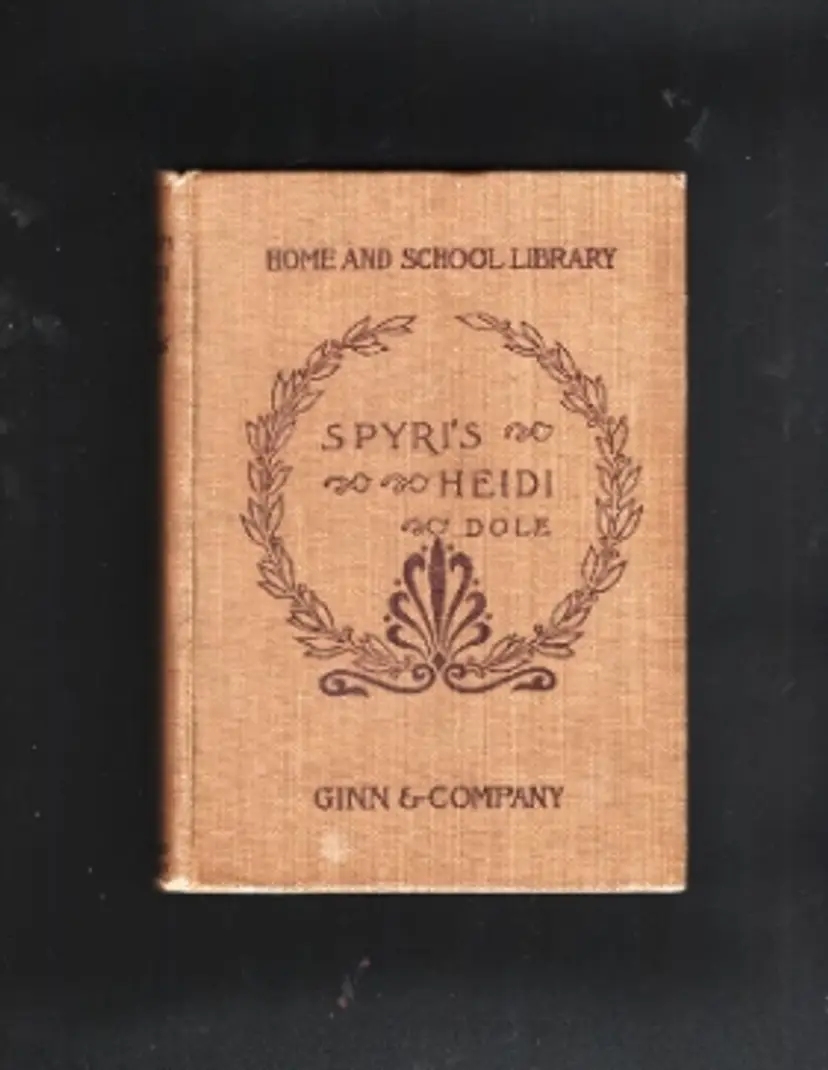 HOME AND SCHOOL LIBRARY
SPYRI'S
HEIDI
DOLE
GINN & COMPANY